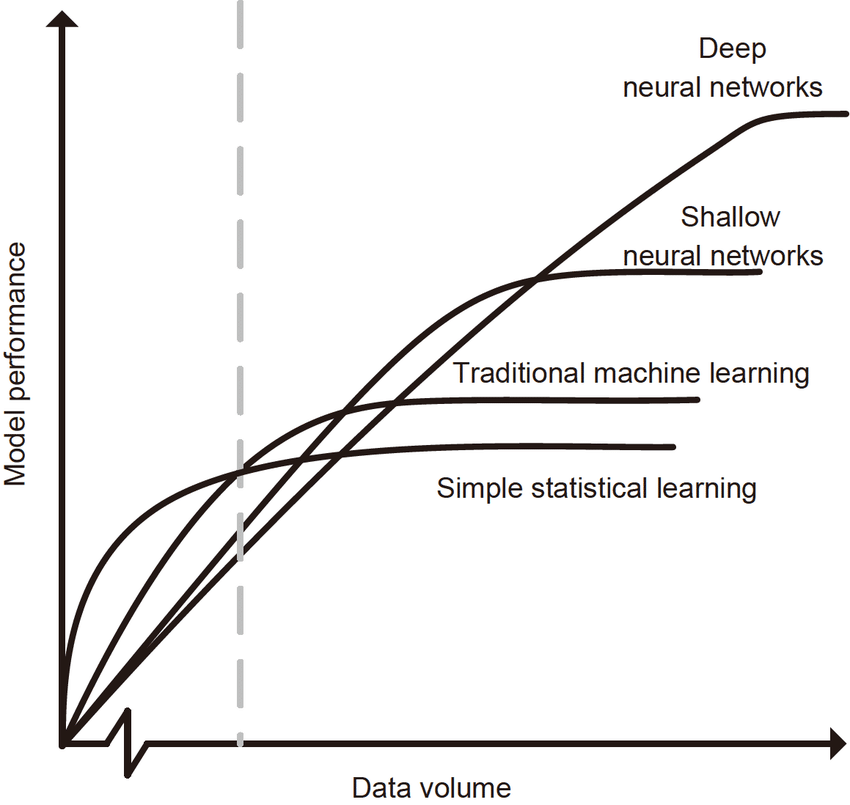 Deep
neural networks
Shallow
neural networks
Traditional machine learning
Simple statistical learning
Model performance
Data volume